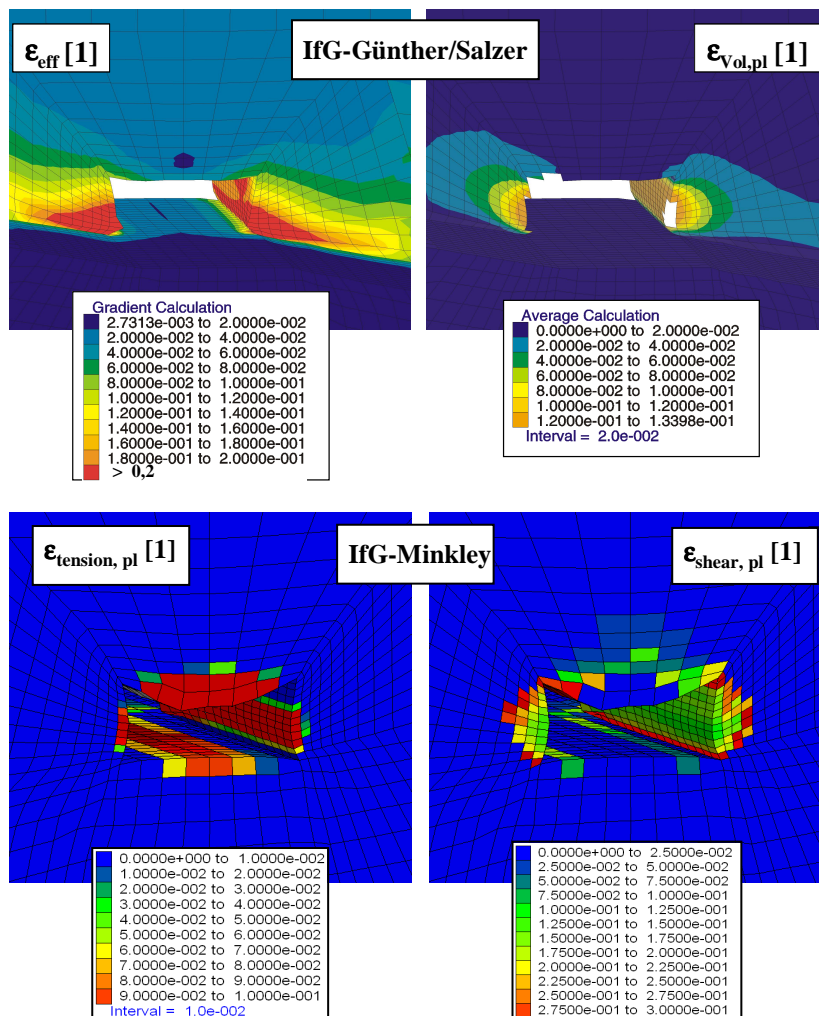 ε_eff [1]
IfG-Günther/Salzer
ε_Vol,pl [1]
Gradient Calculation
2.7313e-003 to 2.0000e-002
2.0000e-002 to 4.0000e-002
4.0000e-002 to 6.0000e-002
6.0000e-002 to 8.0000e-002
8.0000e-002 to 1.0000e-001
1.0000e-001 to 1.2000e-001
1.2000e-001 to 1.4000e-001
1.4000e-001 to 1.6000e-001
1.6000e-001 to 1.8000e-001
1.8000e-001 to 2.0000e-001
> 0,2
Average Calculation
0.0000e+000 to 2.0000e-002
2.0000e-002 to 4.0000e-002
4.0000e-002 to 6.0000e-002
6.0000e-002 to 8.0000e-002
8.0000e-002 to 1.0000e-001
1.0000e-001 to 1.2000e-001
1.2000e-001 to 1.3398e-001
Interval = 2.0e-002
ε_tension, pl [1]
IfG-Minkley
ε_shear, pl [1]
0.0000e+000 to 1.0000e-002
1.0000e-002 to 2.0000e-002
2.0000e-002 to 3.0000e-002
3.0000e-002 to 4.0000e-002
4.0000e-002 to 5.0000e-002
5.0000e-002 to 6.0000e-002
6.0000e-002 to 7.0000e-002
7.0000e-002 to 8.0000e-002
8.0000e-002 to 9.0000e-002
9.0000e-002 to 1.0000e-001
Interval = 1.0e-002
0.0000e+000 to 2.5000e-002
2.5000e-002 to 5.0000e-002
5.0000e-002 to 7.5000e-002
7.5000e-002 to 1.0000e-001
1.0000e-001 to 1.2500e-001
1.2500e-001 to 1.5000e-001
1.5000e-001 to 1.7500e-001
1.7500e-001 to 2.0000e-001
2.0000e-001 to 2.2500e-001
2.2500e-001 to 2.5000e-001
2.5000e-001 to 2.7500e-001
2.7500e-001 to 3.0000e-001